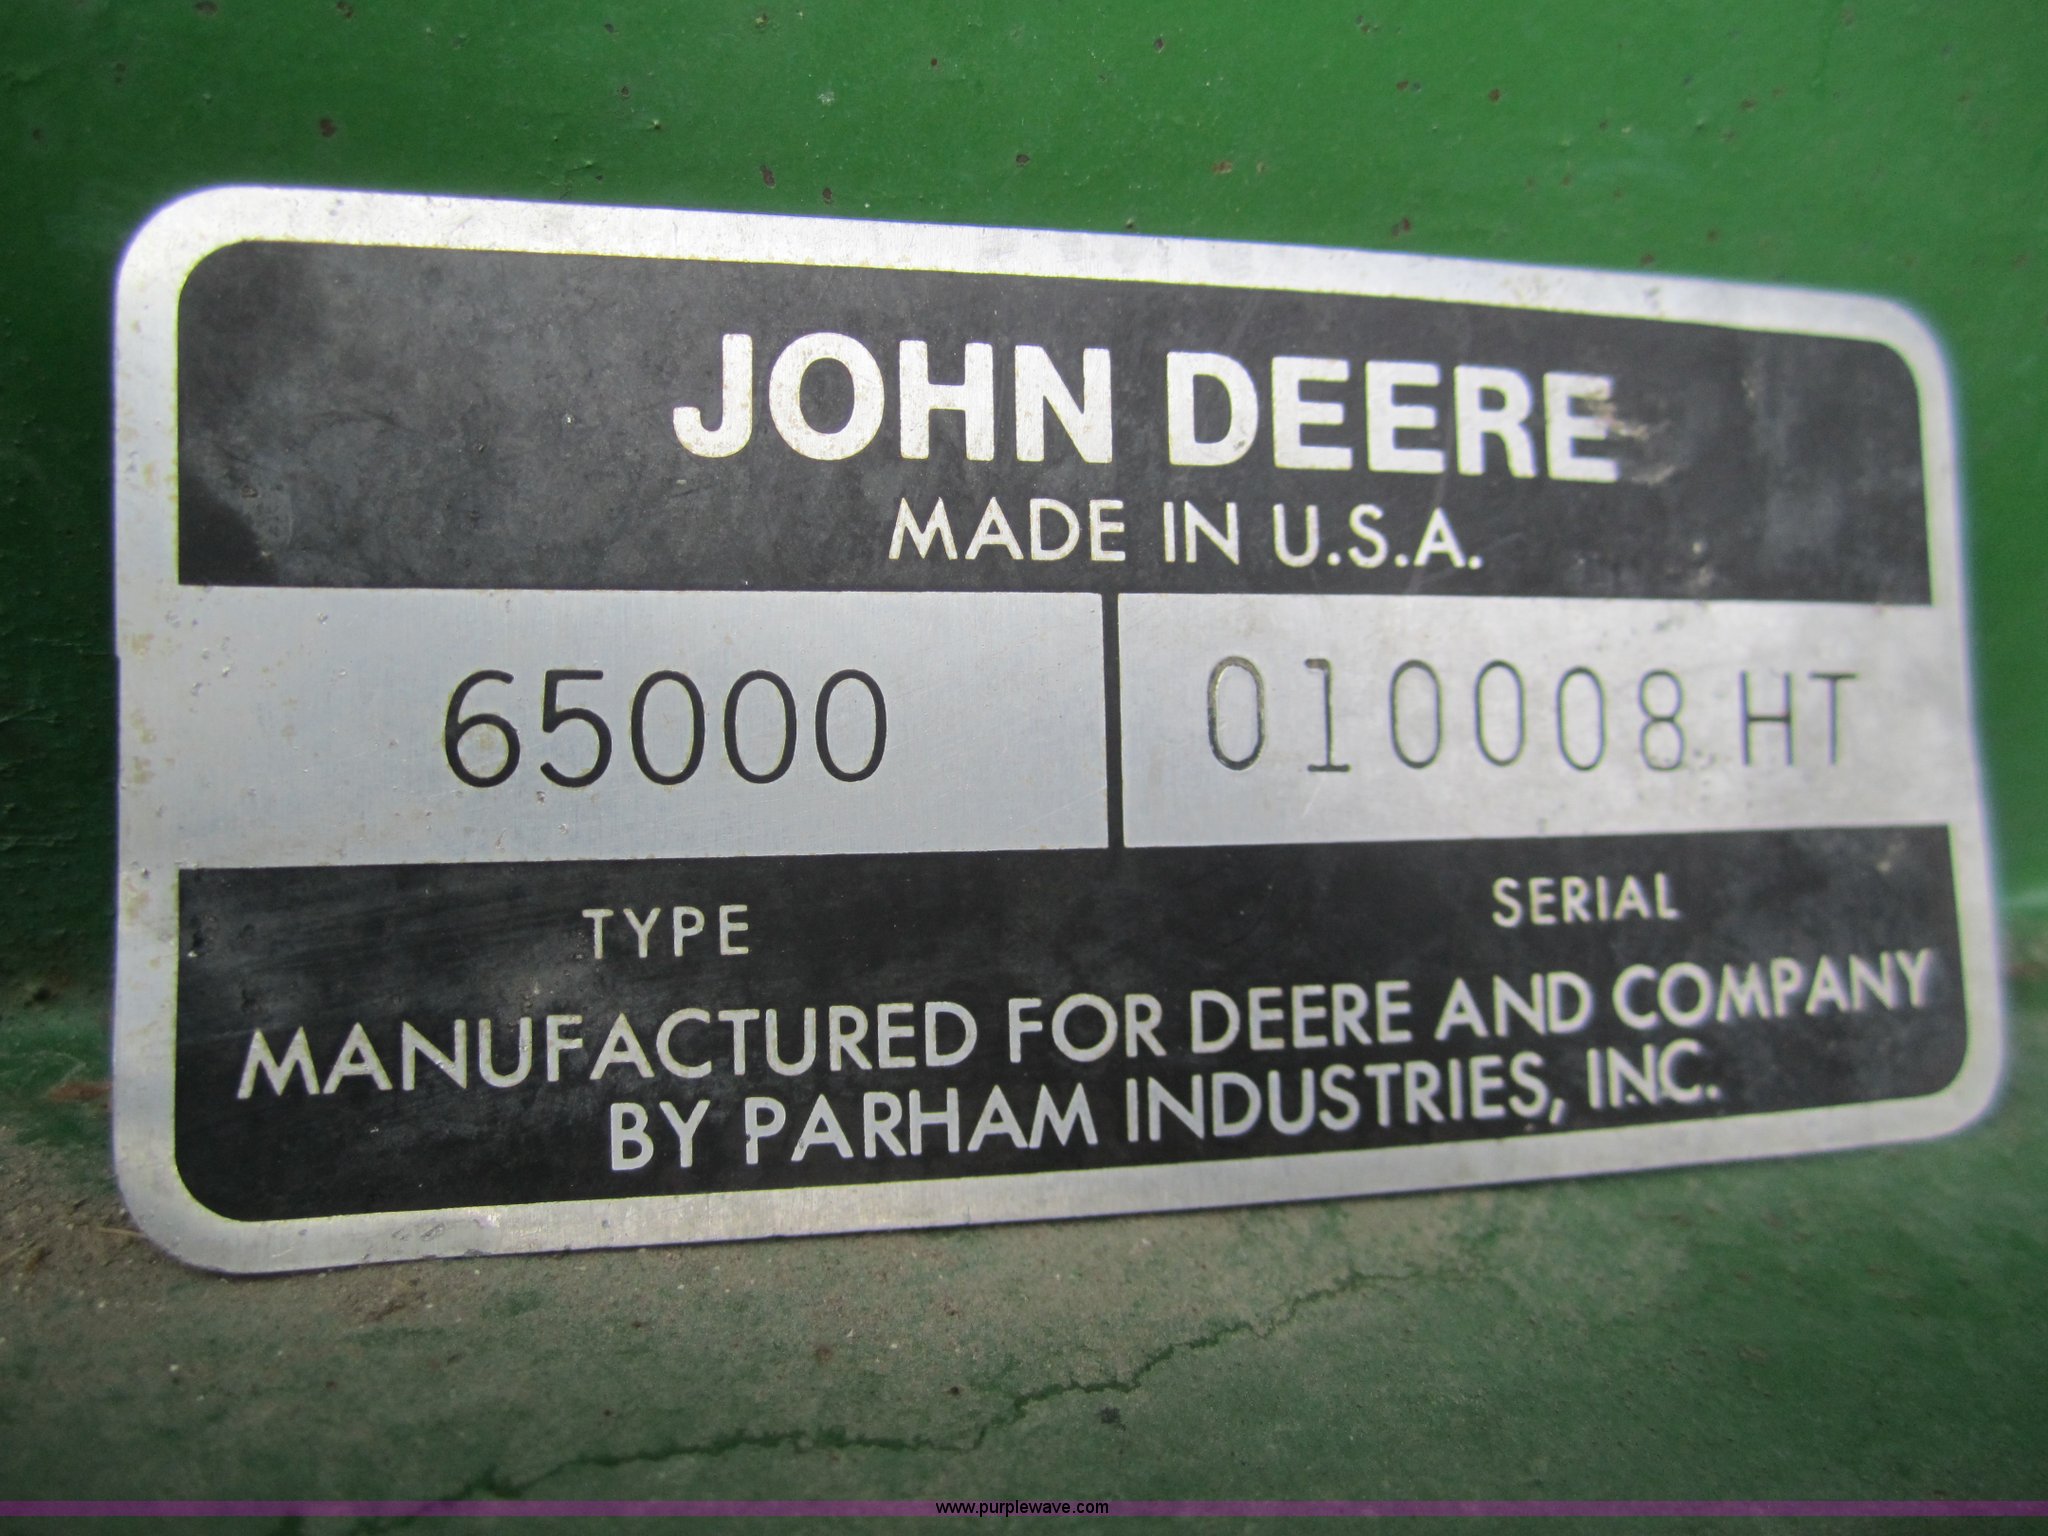 JOHN DEERE
MADE IN U.S.A.
65000
010008 HT
TYPE
SERIAL
MANUFACTURED FOR DEERE AND COMPANY
BY PARHAM INDUSTRIES, INC.
www.purplewave.com